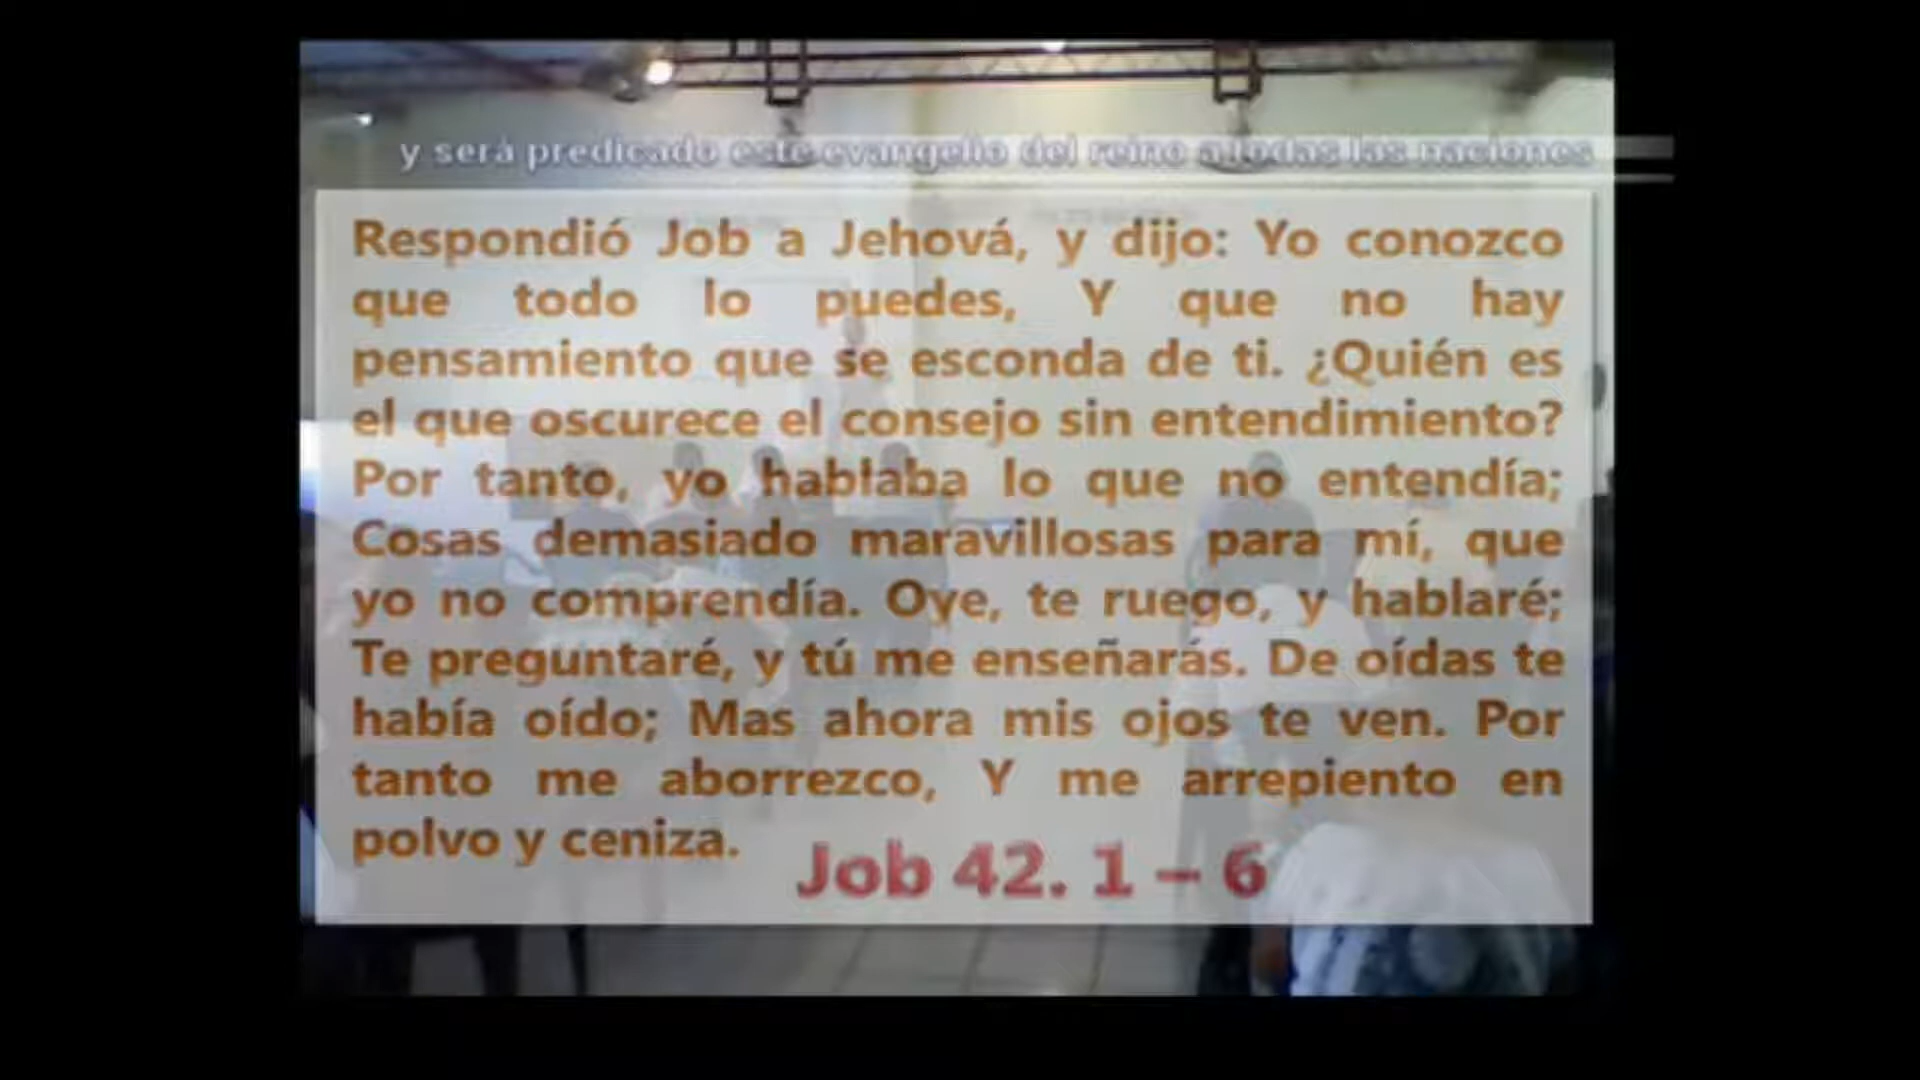 y será predicado este evangelio del reino a todas las naciones
Respondió Job a Jehová, y dijo: Yo conozco
que todo lo puedes, Y que no hay
pensamiento que se esconda de ti. ¿Quién es
el que oscurece el consejo sin entendimiento?
Por tanto, yo hablaba lo que no entendía;
Cosas demasiado maravillosas para mí, que
yo no comprendía. Oye, te ruego, y hablaré;
Te preguntaré, y tú me enseñarás. De oídas te
había oído; Mas ahora mis ojos te ven. Por
tanto me aborrezco, Y me arrepiento en
polvo y ceniza.
Job 42. 1 – 6